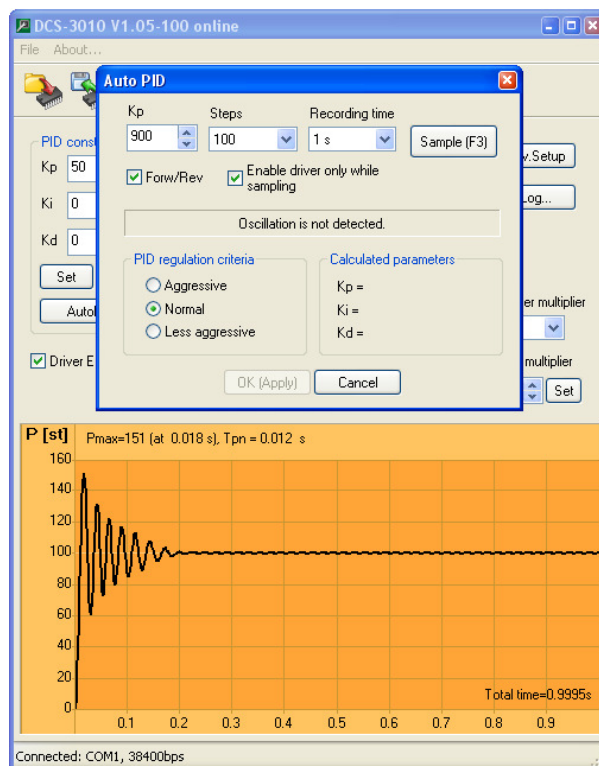 DCS-3010 V1.05-100 online
File About...
Auto PID
Kp Steps Recording time
900 100 1 s Sample (F3)
Forw/Rev Enable driver only while sampling
Oscillation is not detected.
PID regulation criteria
Aggressive
Normal
Less aggressive
Calculated parameters
Kp =
Ki =
Kd =
OK (Apply) Cancel
PID const
Kp 50
Ki 0
Kd 0
Set
Driver E
v.Setup
Log...
er multiplier
multiplier
Set
P [st] Pmax=151 (at 0.018 s), Tpn = 0.012 s
160
140
120
100
80
60
40
20
0
Total time=0.9995s
0.1 0.2 0.3 0.4 0.5 0.6 0.7 0.8 0.9
Connected: COM1, 38400bps